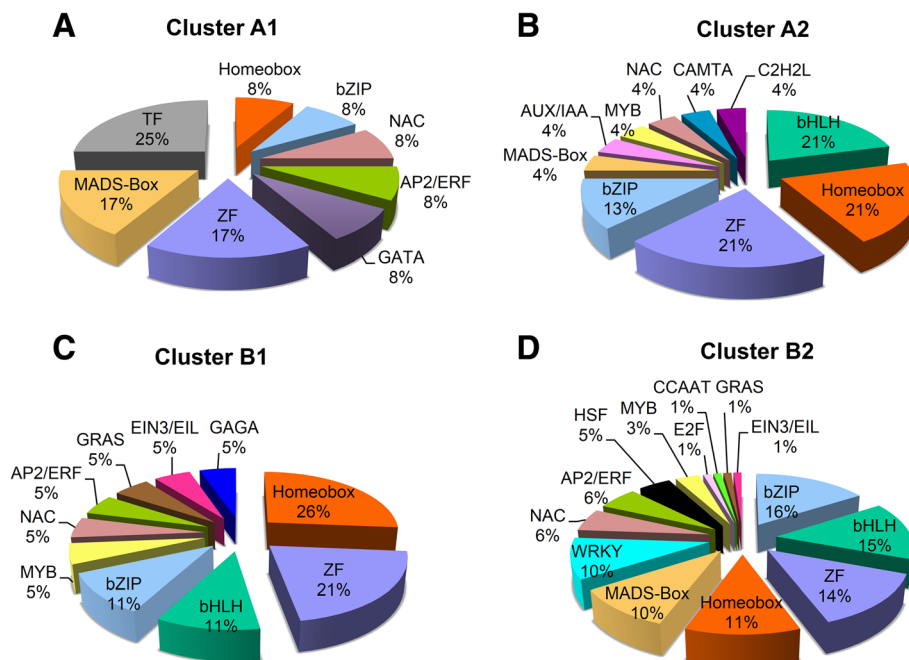 A
Cluster A1
Homeobox
8%
bZIP
8%
NAC
8%
AP2/ERF
8%
GATA
8%
ZF
17%
MADS-Box
17%
TF
25%
B
Cluster A2
bHLH
21%
Homeobox
21%
ZF
21%
bZIP
13%
MADS-Box
4%
AUX/IAA
4%
MYB
4%
NAC
4%
CAMTA
4%
C2H2L
4%
C
Cluster B1
Homeobox
26%
ZF
21%
bHLH
11%
bZIP
11%
MYB
5%
NAC
5%
AP2/ERF
5%
GRAS
5%
EIN3/EIL
5%
GAGA
5%
D
Cluster B2
bZIP
16%
bHLH
15%
ZF
14%
Homeobox
11%
MADS-Box
10%
WRKY
10%
NAC
6%
AP2/ERF
6%
HSF
5%
MYB
3%
E2F
1%
CCAAT
1%
GRAS
1%
EIN3/EIL
1%